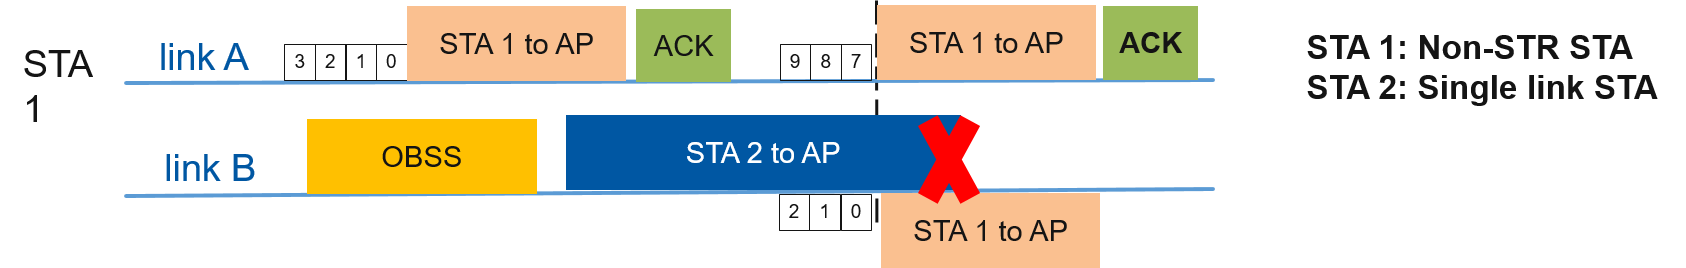 STA
1
link A
3 2 1 0
STA 1 to AP
ACK
9 8 7
STA 1 to AP
ACK
STA 1: Non-STR STA
STA 2: Single link STA
link B
OBSS
STA 2 to AP
2 1 0
STA 1 to AP